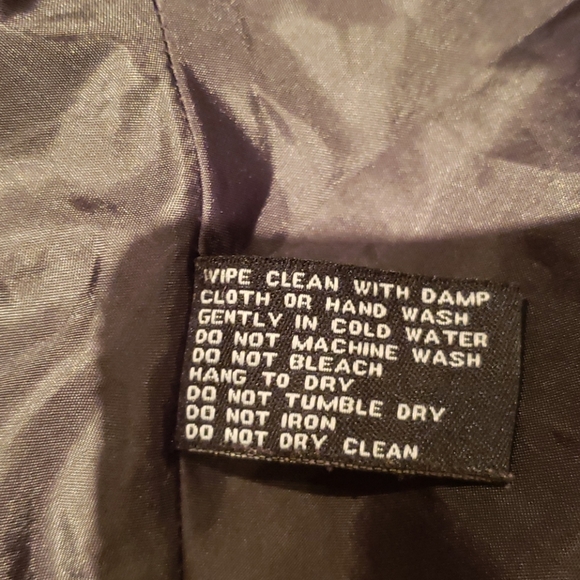 WIPE CLEAN WITH DAMP
CLOTH OR HAND WASH
GENTLY IN COLD WATER
DO NOT MACHINE WASH
DO NOT BLEACH
HANG TO DRY
DO NOT TUMBLE DRY
DO NOT IRON
DO NOT DRY CLEAN